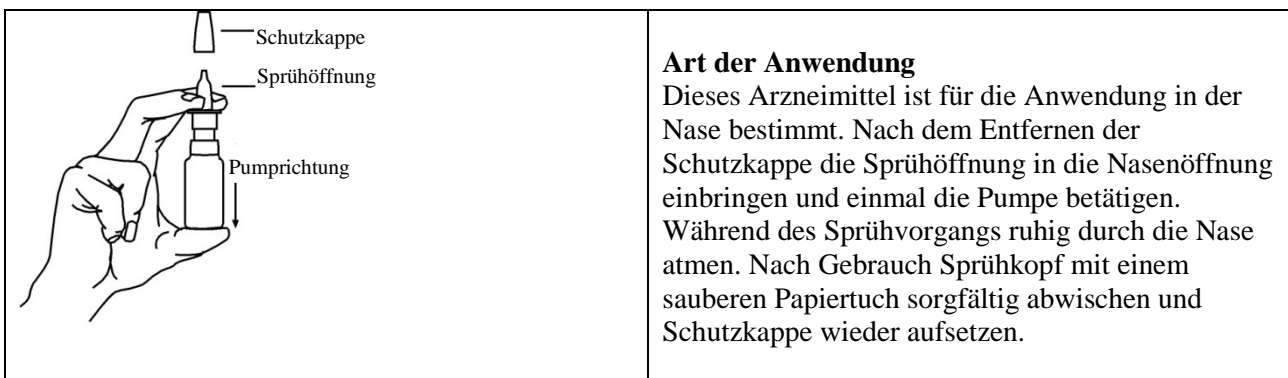 Schutzkappe
Sprühöffnung
Pumprichtung
Art der Anwendung
Dieses Arzneimittel ist für die Anwendung in der
Nase bestimmt. Nach dem Entfernen der
Schutzkappe die Sprühöffnung in die Nasenöffnung
einbringen und einmal die Pumpe betätigen.
Während des Sprühvorgangs ruhig durch die Nase
atmen. Nach Gebrauch Sprühkopf mit einem
sauberen Papiertuch sorgfältig abwischen und
Schutzkappe wieder aufsetzen.